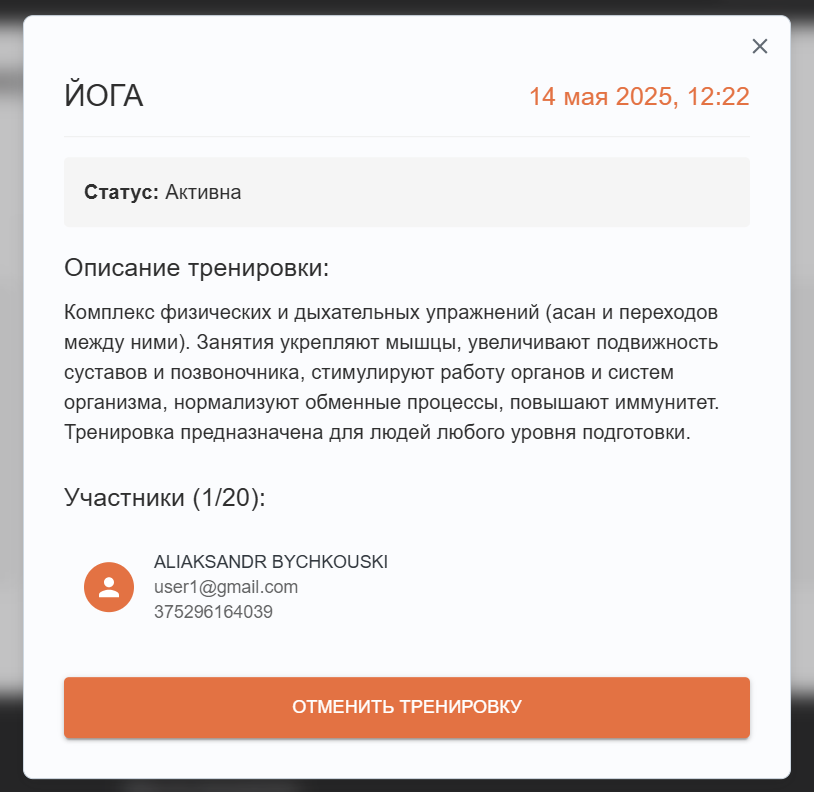 ЙОГА
14 мая 2025, 12:22
Статус: Активна
Описание тренировки:
Комплекс физических и дыхательных упражнений (асан и переходов
между ними). Занятия укрепляют мышцы, увеличивают подвижность
суставов и позвоночника, стимулируют работу органов и систем
организма, нормализуют обменные процессы, повышают иммунитет.
Тренировка предназначена для людей любого уровня подготовки.
Участники (1/20):
ALIAKSANDR BYCHKOUSKI
user1@gmail.com
375296164039
ОТМЕНИТЬ ТРЕНИРОВКУ